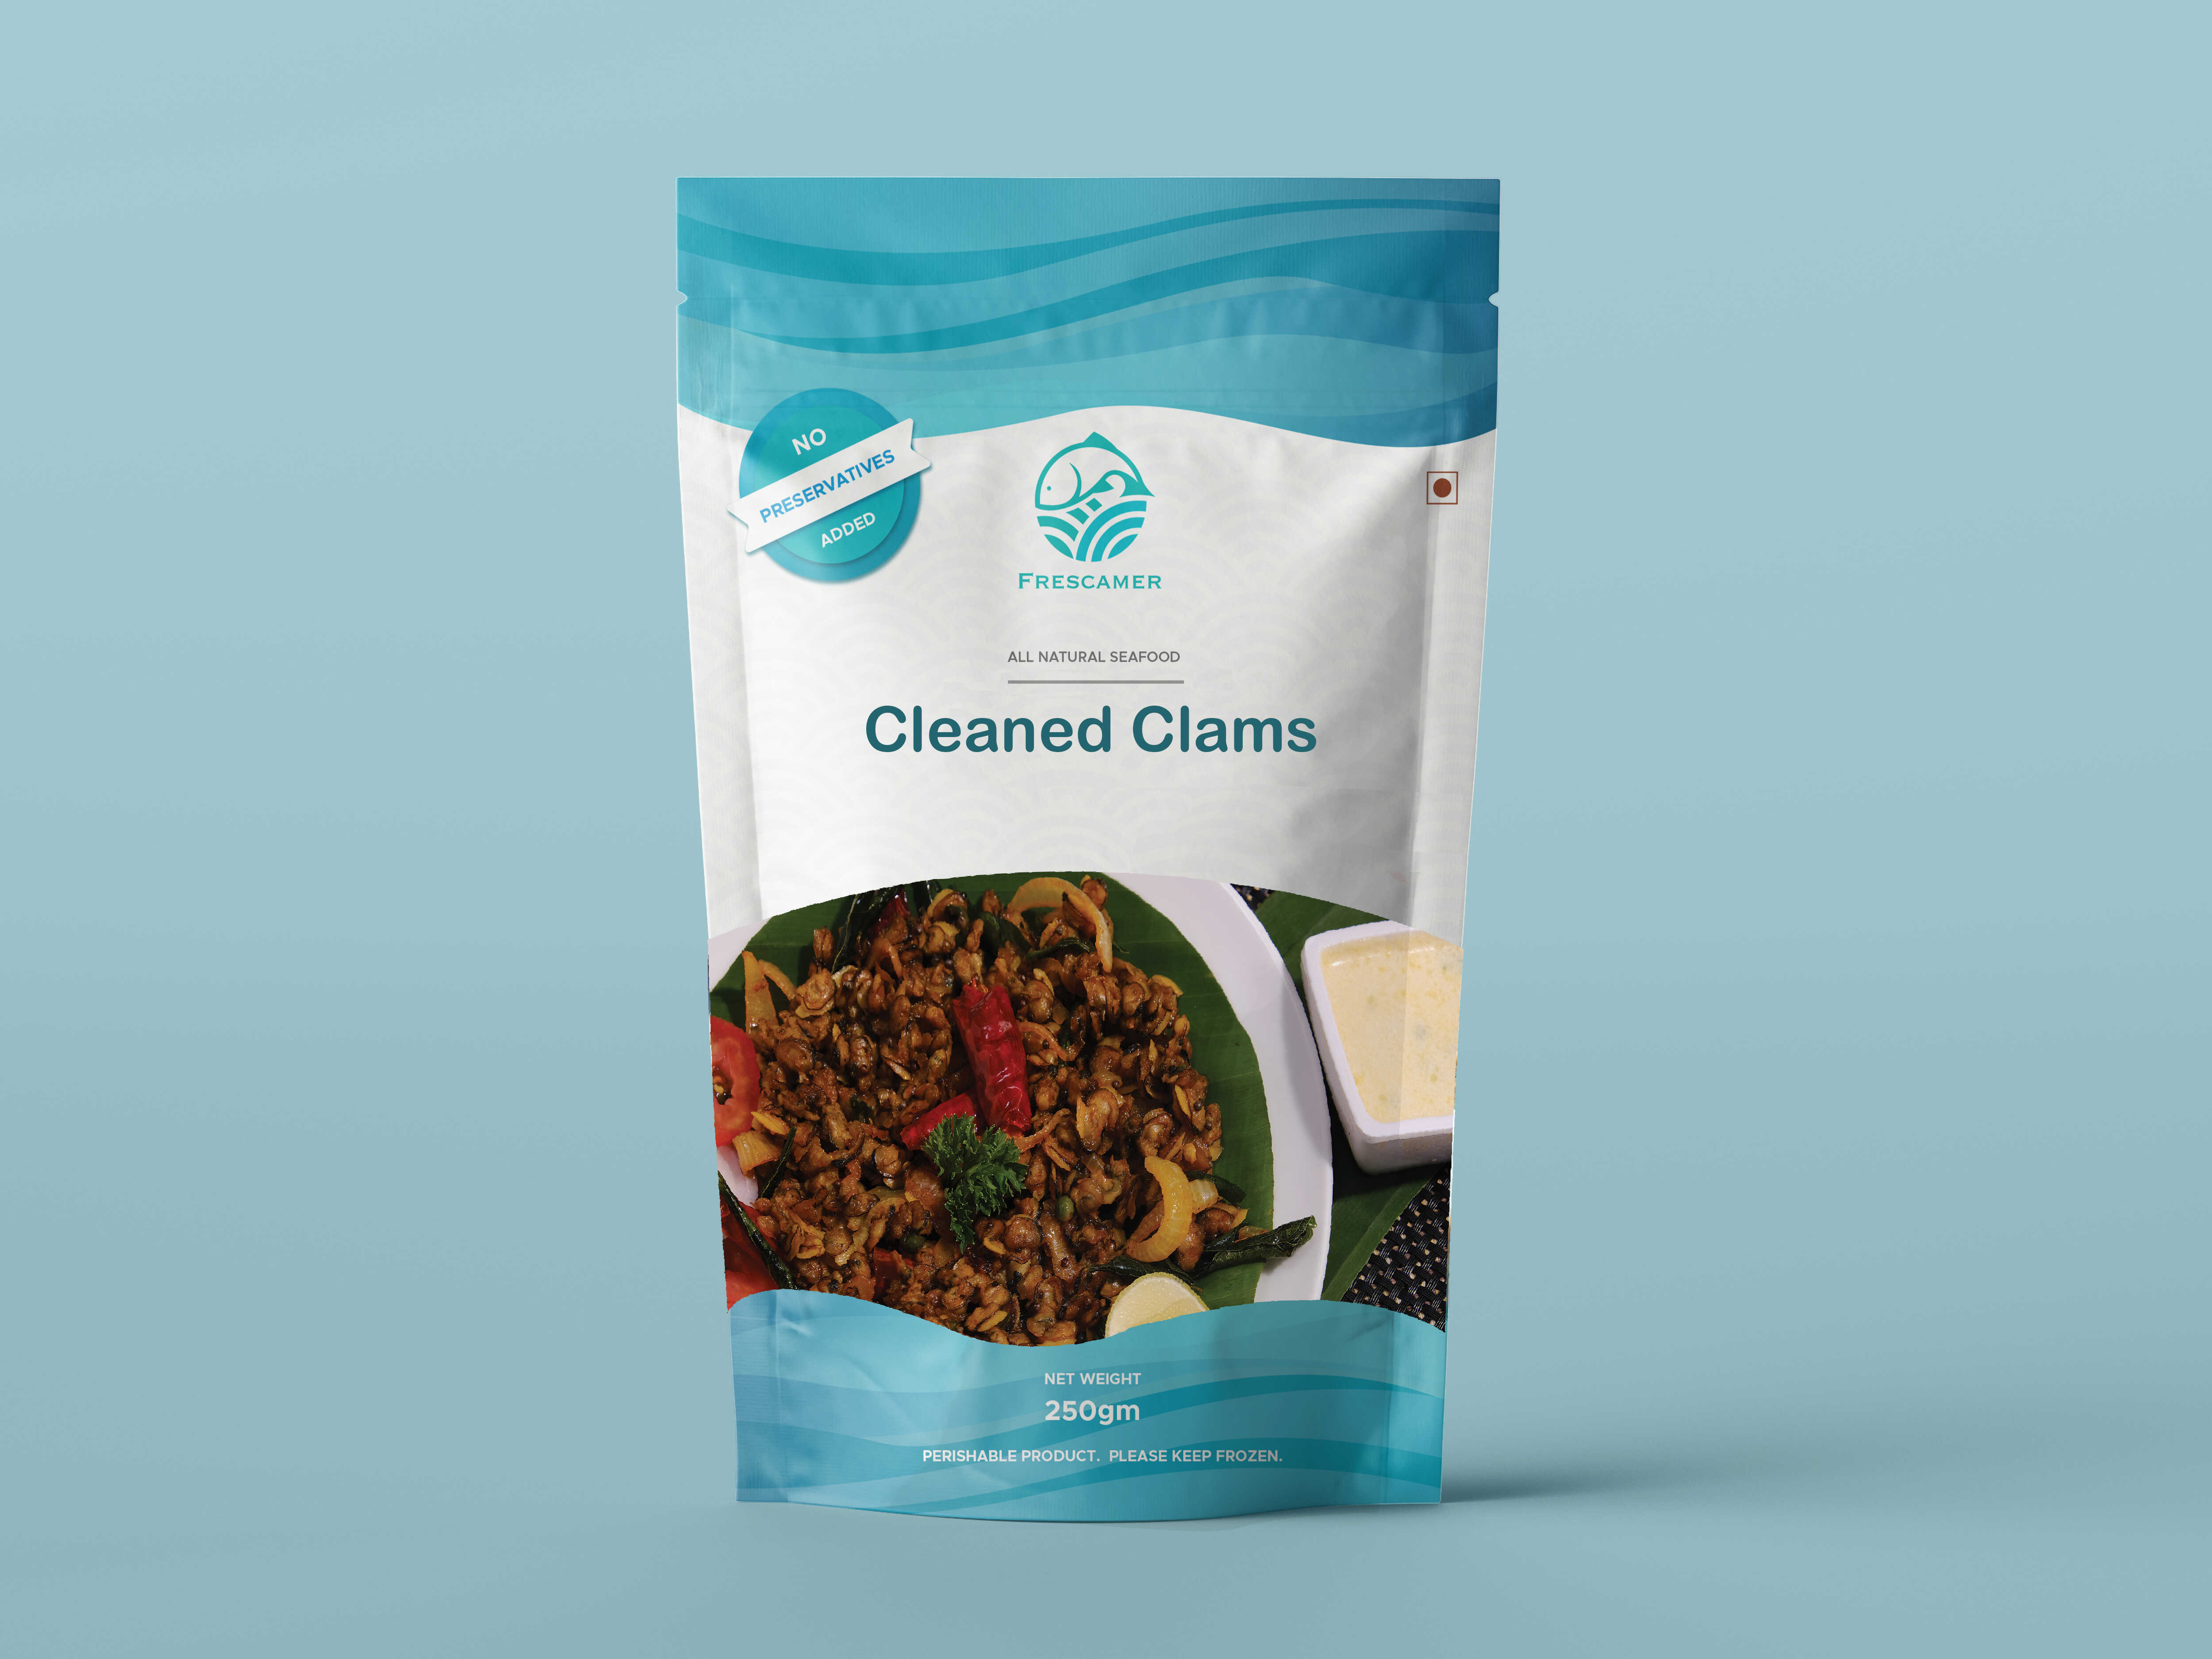 NO
PRESERVATIVES
ADDED
FRESCAMER
ALL NATURAL SEAFOOD
Cleaned Clams
NET WEIGHT
250gm
PERISHABLE PRODUCT. PLEASE KEEP FROZEN.